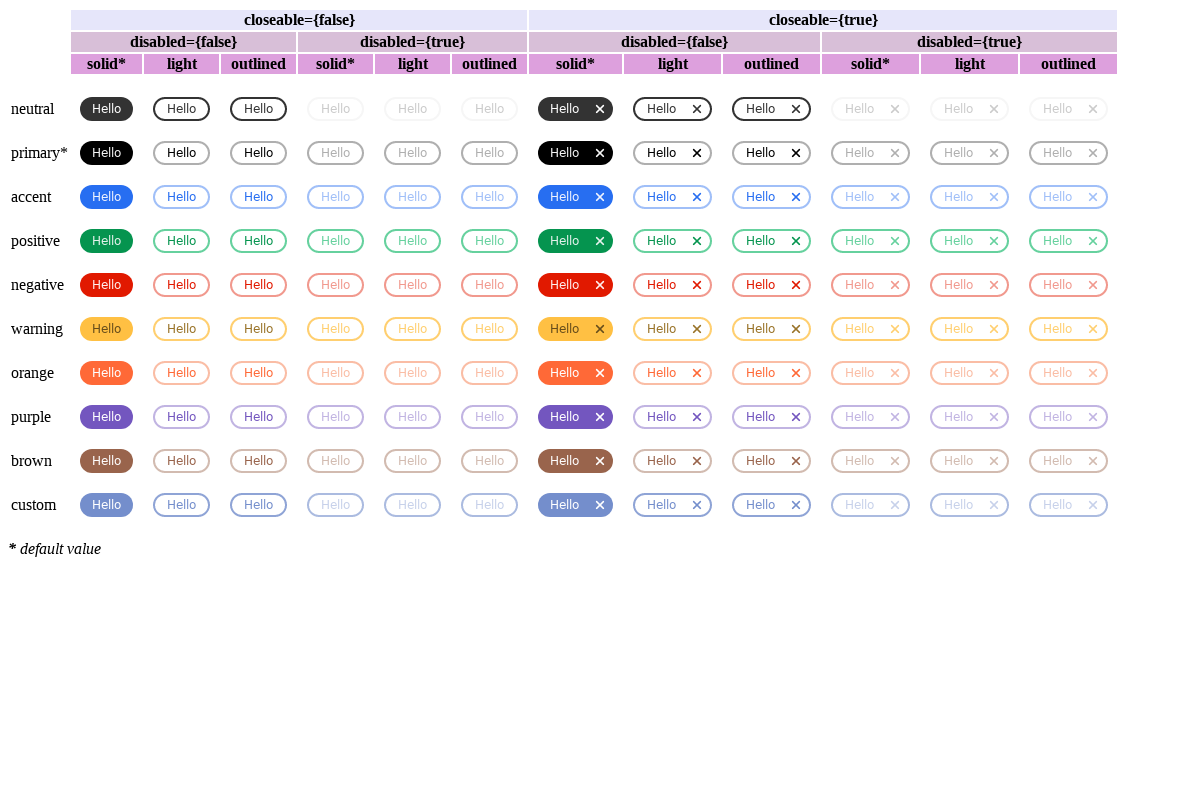 closeable={false} closeable={true}
disabled={false} disabled={true} disabled={false} disabled={true}
solid* light outlined solid* light outlined solid* light outlined solid* light outlined
neutral Hello Hello Hello Hello Hello Hello Hello Hello Hello Hello Hello Hello
primary* Hello Hello Hello Hello Hello Hello Hello Hello Hello Hello Hello Hello
accent Hello Hello Hello Hello Hello Hello Hello Hello Hello Hello Hello Hello
positive Hello Hello Hello Hello Hello Hello Hello Hello Hello Hello Hello Hello
negative Hello Hello Hello Hello Hello Hello Hello Hello Hello Hello Hello Hello
warning Hello Hello Hello Hello Hello Hello Hello Hello Hello Hello Hello Hello
orange Hello Hello Hello Hello Hello Hello Hello Hello Hello Hello Hello Hello
purple Hello Hello Hello Hello Hello Hello Hello Hello Hello Hello Hello Hello
brown Hello Hello Hello Hello Hello Hello Hello Hello Hello Hello Hello Hello
custom Hello Hello Hello Hello Hello Hello Hello Hello Hello Hello Hello Hello
* default value